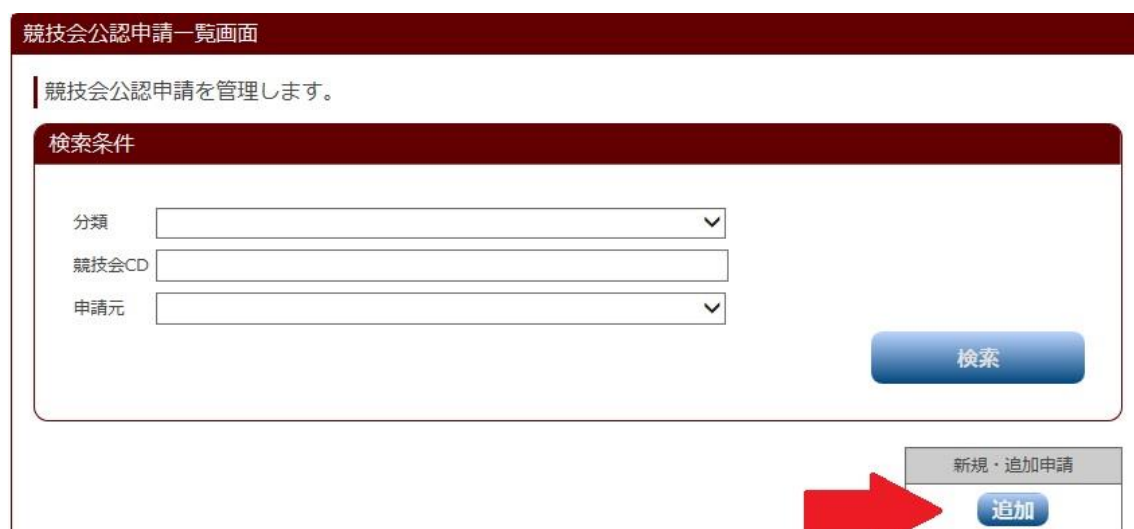 競技会公認申請一覧画面
競技会公認申請を管理します。
検索条件
分類
競技会CD
申請元
検索
新規・追加申請
追加